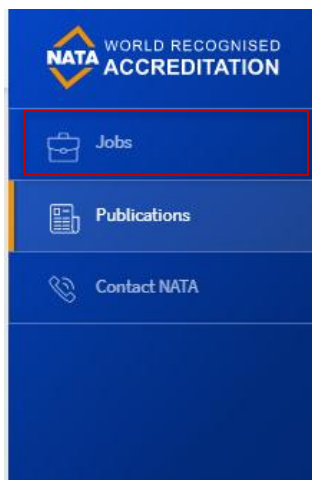 NATA
WORLD RECOGNISED
ACCREDITATION
Jobs
Publications
Contact NATA